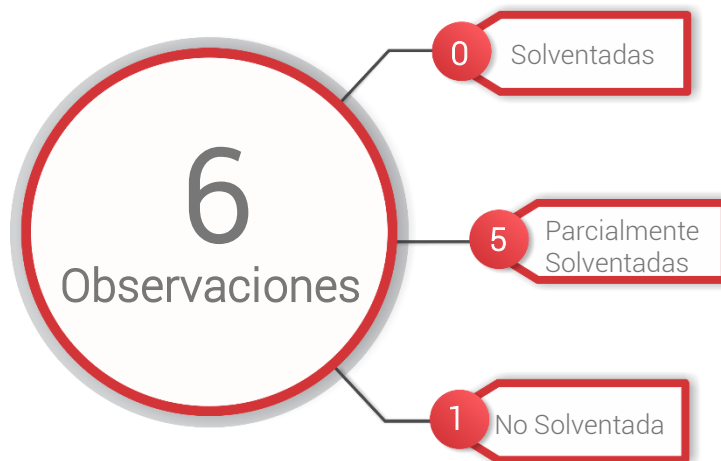 6
Observaciones
0
Solventadas
5
Parcialmente
Solventadas
1
No Solventada